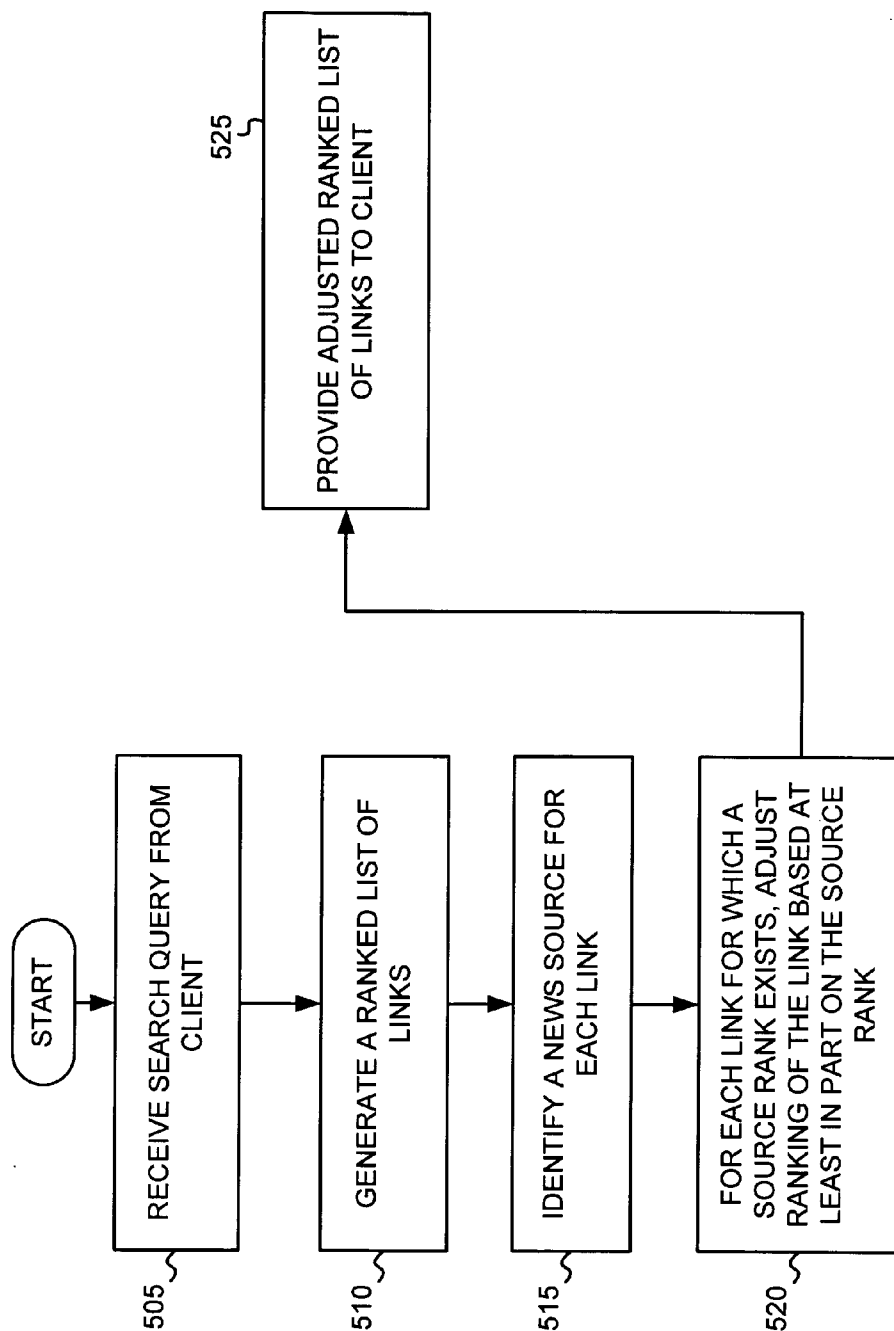 START
505
RECEIVE SEARCH QUERY FROM
CLIENT
510
GENERATE A RANKED LIST OF
LINKS
515
IDENTIFY A NEWS SOURCE FOR
EACH LINK
520
FOR EACH LINK FOR WHICH A
SOURCE RANK EXISTS, ADJUST
RANKING OF THE LINK BASED AT
LEAST IN PART ON THE SOURCE
RANK
525
PROVIDE ADJUSTED RANKED LIST
OF LINKS TO CLIENT